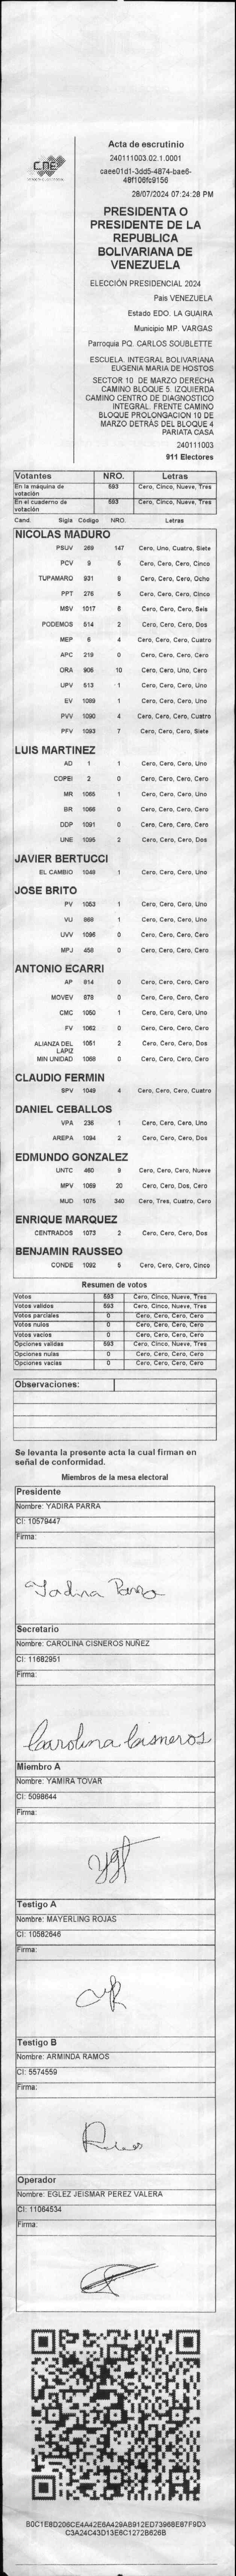 CNE
Acta de escrutinio
240111003.02.1.0001
caee01d1-3dd5-4874-bae6-
48f106fc9156
28/07/2024 07:24:28 PM
PRESIDENTA O
PRESIDENTE DE LA
REPUBLICA
BOLIVARIANA DE
VENEZUELA
ELECCIÓN PRESIDENCIAL 2024
País VENEZUELA
Estado EDO. LA GUAIRA
Municipio MP. VARGAS
Parroquia PQ. CARLOS SOUBLETTE
ESCUELA INTEGRAL BOLIVARIANA
EUGENIA MARIA DE HOSTOS
SECTOR 10 DE MARZO DERECHA
CAMINO BLOQUE 5. IZQUIERDA
CAMINO CENTRO DE DIAGNOSTICO
INTEGRAL. FRENTE CAMINO
BLOQUE PROLONGACION 10 DE
MARZO DETRÁS DEL BLOQUE 4
PARIATA CASA
240111003
911 Electores
Votantes NRO. Letras
En la máquina de votación 593 Cero, Cinco, Nueve, Tres
En el cuaderno de votación 593 Cero, Cinco, Nueve, Tres
Cand. Sigla Código NRO. Letras
NICOLAS MADURO
PSUV 269 147 Cero, Uno, Cuatro, Siete
PCV 9 5 Cero, Cero, Cero, Cinco
TUPAMARO 931 8 Cero, Cero, Cero, Ocho
PPT 276 5 Cero, Cero, Cero, Cinco
MSV 1017 6 Cero, Cero, Cero, Seis
PODEMOS 514 2 Cero, Cero, Cero, Dos
MEP 6 4 Cero, Cero, Cero, Cuatro
APC 219 0 Cero, Cero, Cero, Cero
ORA 906 10 Cero, Cero, Uno, Cero
UPV 513 1 Cero, Cero, Cero, Uno
EV 1089 1 Cero, Cero, Cero, Uno
PVV 1090 4 Cero, Cero, Cero, Cuatro
PFV 1093 7 Cero, Cero, Cero, Siete
LUIS MARTINEZ
AD 1 1 Cero, Cero, Cero, Uno
COPEI 2 0 Cero, Cero, Cero, Cero
MR 1065 1 Cero, Cero, Cero, Uno
BR 1066 0 Cero, Cero, Cero, Cero
DDP 1091 0 Cero, Cero, Cero, Cero
UNE 1095 2 Cero, Cero, Cero, Dos
JAVIER BERTUCCI
EL CAMBIO 1048 1 Cero, Cero, Cero, Uno
JOSE BRITO
PV 1053 1 Cero, Cero, Cero, Uno
VU 868 1 Cero, Cero, Cero, Uno
UVV 1096 0 Cero, Cero, Cero, Cero
MPJ 458 0 Cero, Cero, Cero, Cero
ANTONIO ECARRI
AP 814 0 Cero, Cero, Cero, Cero
MOVEV 878 0 Cero, Cero, Cero, Cero
CMC 1050 1 Cero, Cero, Cero, Uno
FV 1062 0 Cero, Cero, Cero, Cero
ALIANZA DEL LAPIZ 1051 2 Cero, Cero, Cero, Dos
MIN UNIDAD 1068 0 Cero, Cero, Cero, Cero
CLAUDIO FERMIN
SPV 1049 4 Cero, Cero, Cero, Cuatro
DANIEL CEBALLOS
VPA 236 1 Cero, Cero, Cero, Uno
AREPA 1094 2 Cero, Cero, Cero, Dos
EDMUNDO GONZALEZ
UNTC 460 9 Cero, Cero, Cero, Nueve
MPV 1069 20 Cero, Cero, Dos, Cero
MUD 1075 340 Cero, Tres, Cuatro, Cero
ENRIQUE MARQUEZ
CENTRADOS 1073 2 Cero, Cero, Cero, Dos
BENJAMIN RAUSSEO
CONDE 1092 5 Cero, Cero, Cero, Cinco
Resumen de votos
Votos 593 Cero, Cinco, Nueve, Tres
Votos válidos 593 Cero, Cinco, Nueve, Tres
Votos parciales 0 Cero, Cero, Cero, Cero
Votos nulos 0 Cero, Cero, Cero, Cero
Votos vacíos 0 Cero, Cero, Cero, Cero
Opciones validas 593 Cero, Cinco, Nueve, Tres
Opciones nulas 0 Cero, Cero, Cero, Cero
Opciones vacías 0 Cero, Cero, Cero, Cero
Observaciones:
Se levanta la presente acta la cual firman en
señal de conformidad.
Miembros de la mesa electoral
Presidente
Nombre: YADIRA PARRA
CI: 10579447
Firma:
Yadira Parra
Secretario
Nombre: CAROLINA CISNEROS NUÑEZ
CI: 11682951
Firma:
Carolina Cisneros
Miembro A
Nombre: YAMIRA TOVAR
CI: 5098644
Firma:
Testigo A
Nombre: MAYERLING ROJAS
CI: 10582646
Firma:
Testigo B
Nombre: ARMINDA RAMOS
CI: 5574559
Firma:
Operador
Nombre: EGLEZ JEISMAR PEREZ VALERA
CI: 11064534
Firma:
B0C1E8D208CE4A42E6A429AB912ED73968E87F9D3
C3A24C43D13E6C1272B626B